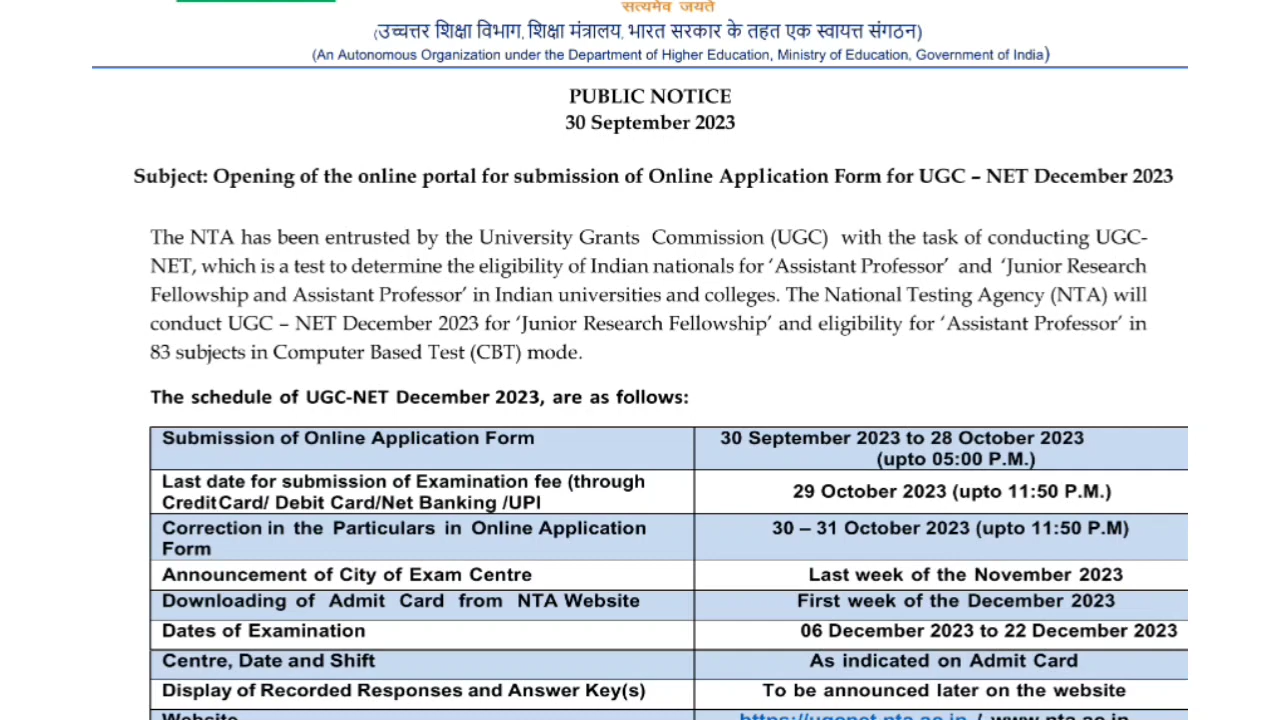 सत्यमेव जयते
(उच्चत्तर शिक्षा विभाग, शिक्षा मंत्रालय, भारत सरकार के तहत एक स्वायत्त संगठन)
(An Autonomous Organization under the Department of Higher Education, Ministry of Education, Government of India)
PUBLIC NOTICE
30 September 2023
Subject: Opening of the online portal for submission of Online Application Form for UGC – NET December 2023
The NTA has been entrusted by the University Grants Commission (UGC) with the task of conducting UGC-
NET, which is a test to determine the eligibility of Indian nationals for ‘Assistant Professor’ and ‘Junior Research
Fellowship and Assistant Professor’ in Indian universities and colleges. The National Testing Agency (NTA) will
conduct UGC – NET December 2023 for ‘Junior Research Fellowship’ and eligibility for ‘Assistant Professor’ in
83 subjects in Computer Based Test (CBT) mode.
The schedule of UGC-NET December 2023, are as follows:
Submission of Online Application Form
30 September 2023 to 28 October 2023
(upto 05:00 P.M.)
Last date for submission of Examination fee (through
CreditCard/ Debit Card/Net Banking /UPI
29 October 2023 (upto 11:50 P.M.)
Correction in the Particulars in Online Application
Form
30 – 31 October 2023 (upto 11:50 P.M)
Announcement of City of Exam Centre
Last week of the November 2023
Downloading of Admit Card from NTA Website
First week of the December 2023
Dates of Examination
06 December 2023 to 22 December 2023
Centre, Date and Shift
As indicated on Admit Card
Display of Recorded Responses and Answer Key(s)
To be announced later on the website
Website
https://ugcnet.nta.ac.in / www.nta.ac.in